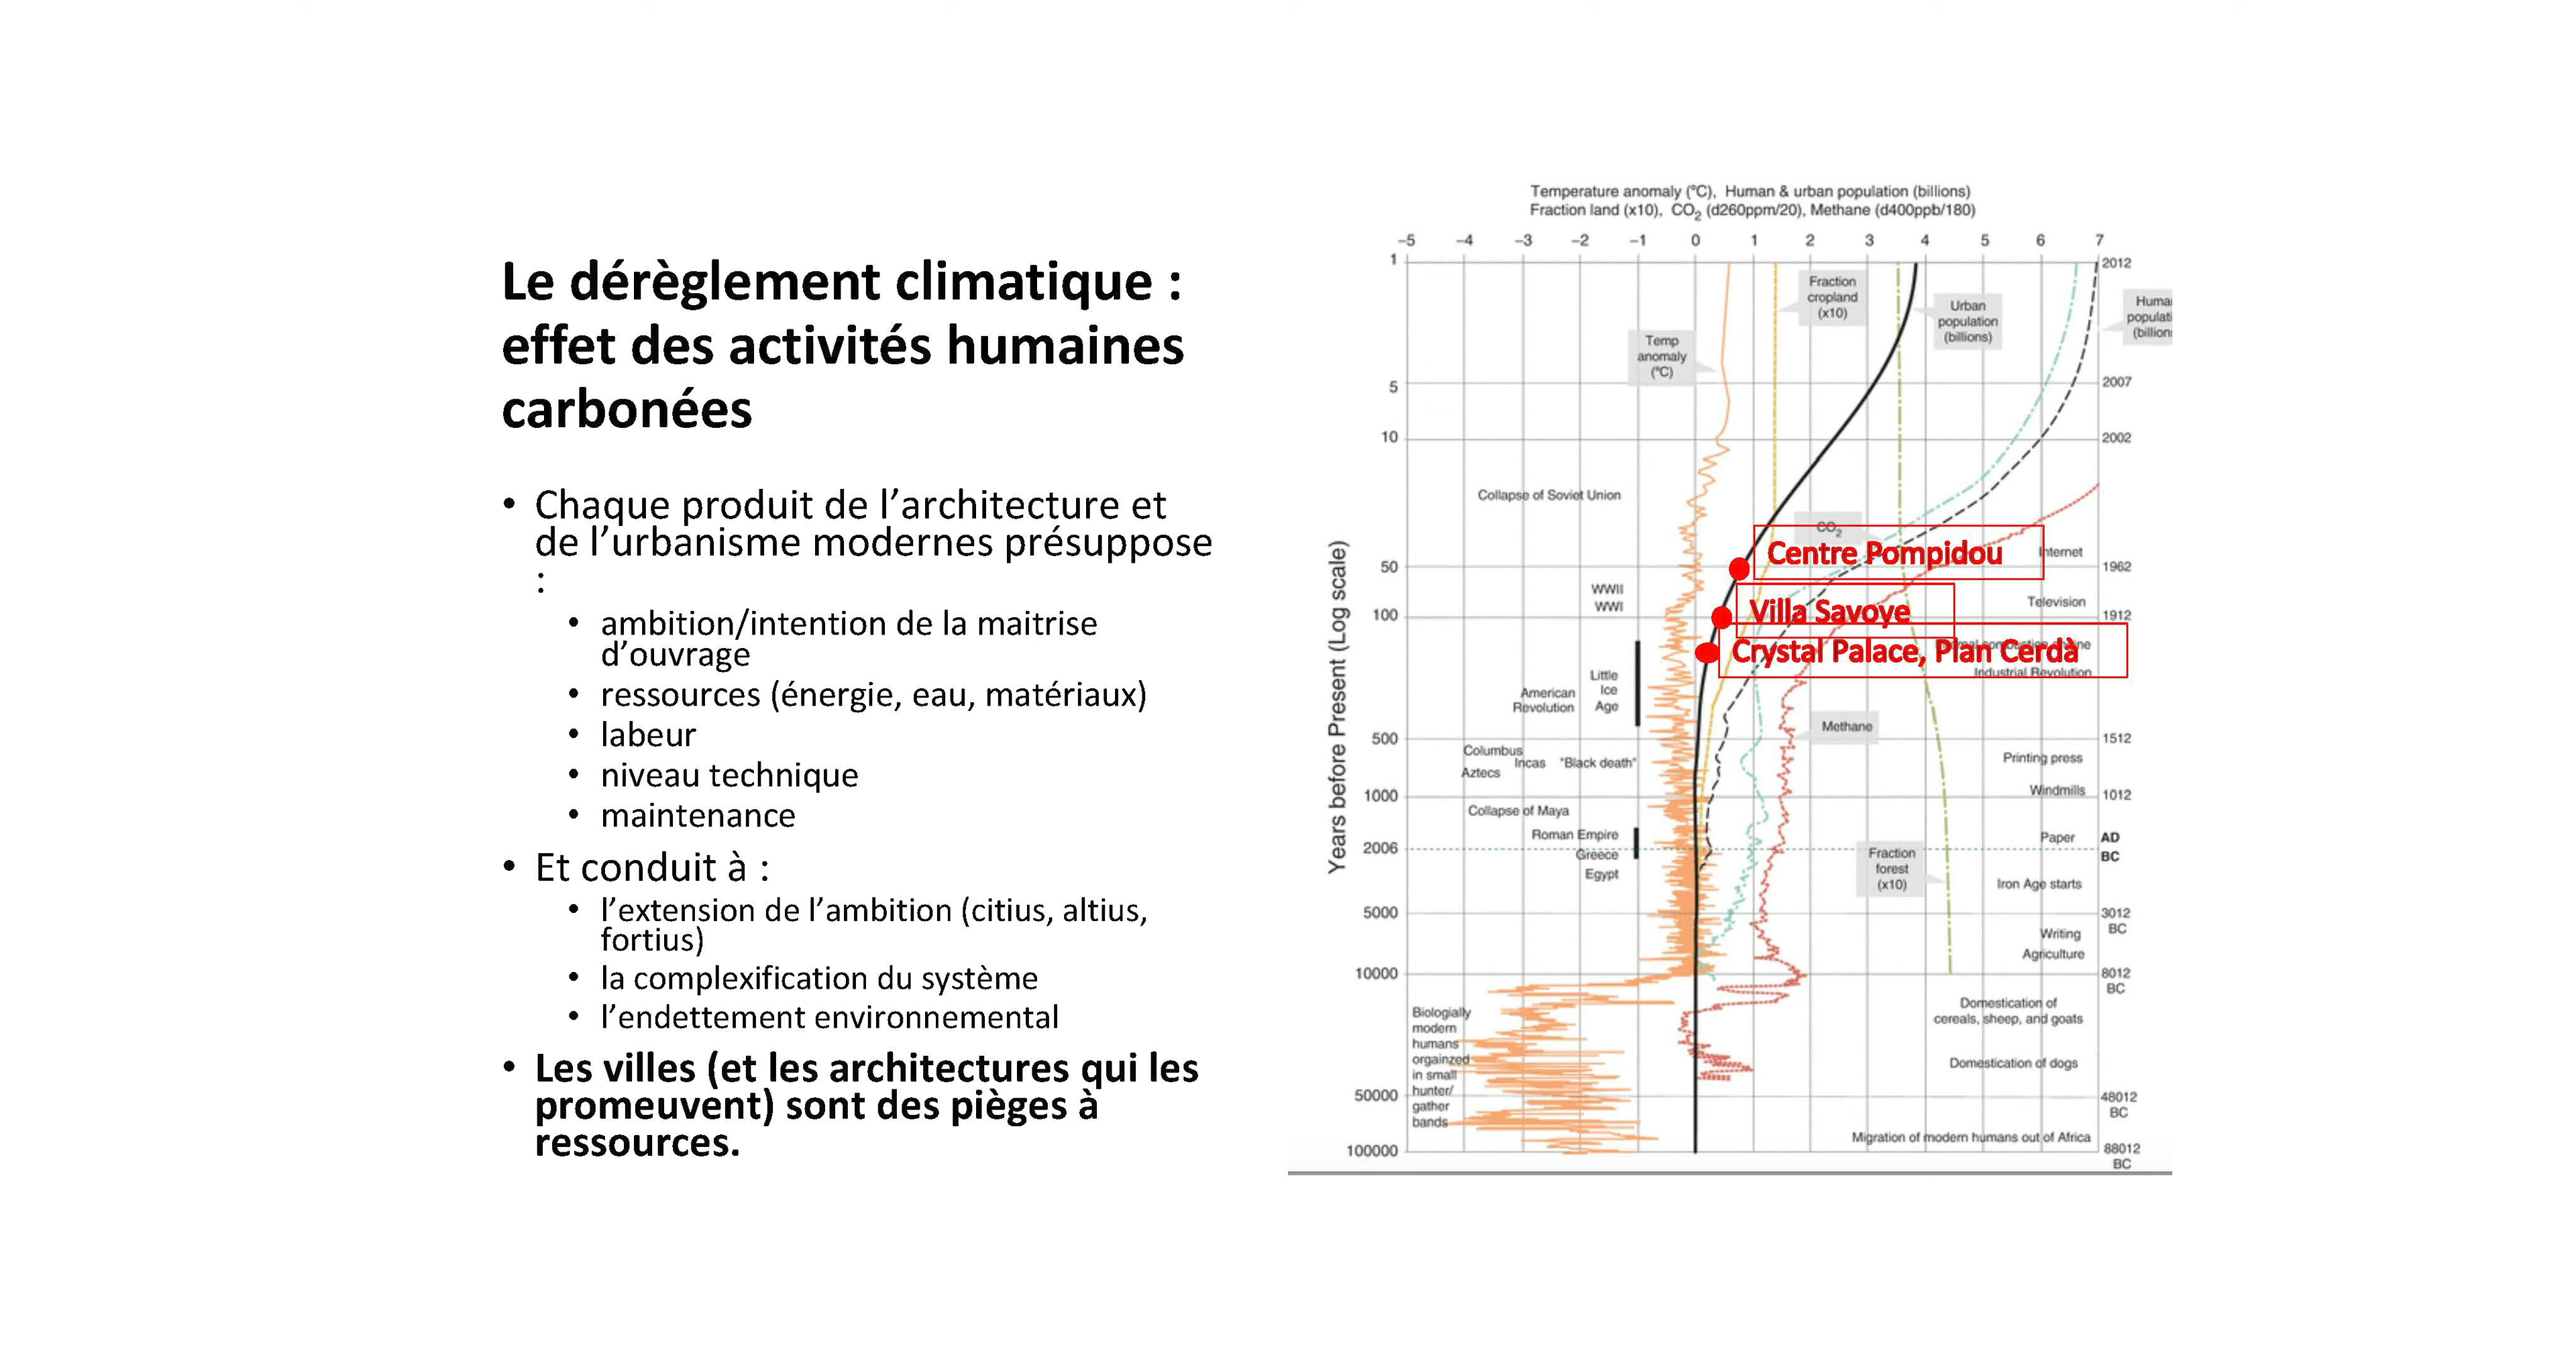 Le dérèglement climatique :
effet des activités humaines
carbonées
• Chaque produit de l’architecture et
de l’urbanisme modernes présuppose
:
• ambition/intention de la maitrise
d’ouvrage
• ressources (énergie, eau, matériaux)
• labeur
• niveau technique
• maintenance
• Et conduit à :
• l’extension de l’ambition (citius, altius,
fortius)
• la complexification du système
• l’endettement environnemental
• Les villes (et les architectures qui les
promeuvent) sont des pièges à
ressources.
Temperature anomaly (°C), Human & urban population (billions)
Fraction land (x10), CO2 (d260ppm/20), Methane (d400ppb/180)
–5 –4 –3 –2 –1 0 1 2 3 4 5 6 7
Years before Present (Log scale)
1
5
10
50
100
500
1000
2006
5000
10000
50000
100000
2012
2007
2002
1962
1912
1512
1012
AD
BC
3012
BC
8012
BC
48012
BC
88012
BC
Temp
anomaly
(°C)
Fraction
cropland
(x10)
Urban
population
(billions)
Huma
populati
(billion
CO2
Methane
Fraction
forest
(x10)
Centre Pompidou
Villa Savoye
Crystal Palace, Plan Cerdà
Collapse of Soviet Union
WWII
WWI
Little
Ice
Age
American
Revolution
Columbus
Incas
"Black death"
Aztecs
Collapse of Maya
Roman Empire
Greece
Egypt
Biologially
modern
humans
orgainzed
in small
hunter/
gather
bands
Internet
Television
Industrial Revolution
Printing press
Windmills
Paper
Iron Age starts
Writing
Agriculture
Domestication of
cereals, sheep, and goats
Domestication of dogs
Migration of modern humans out of Africa